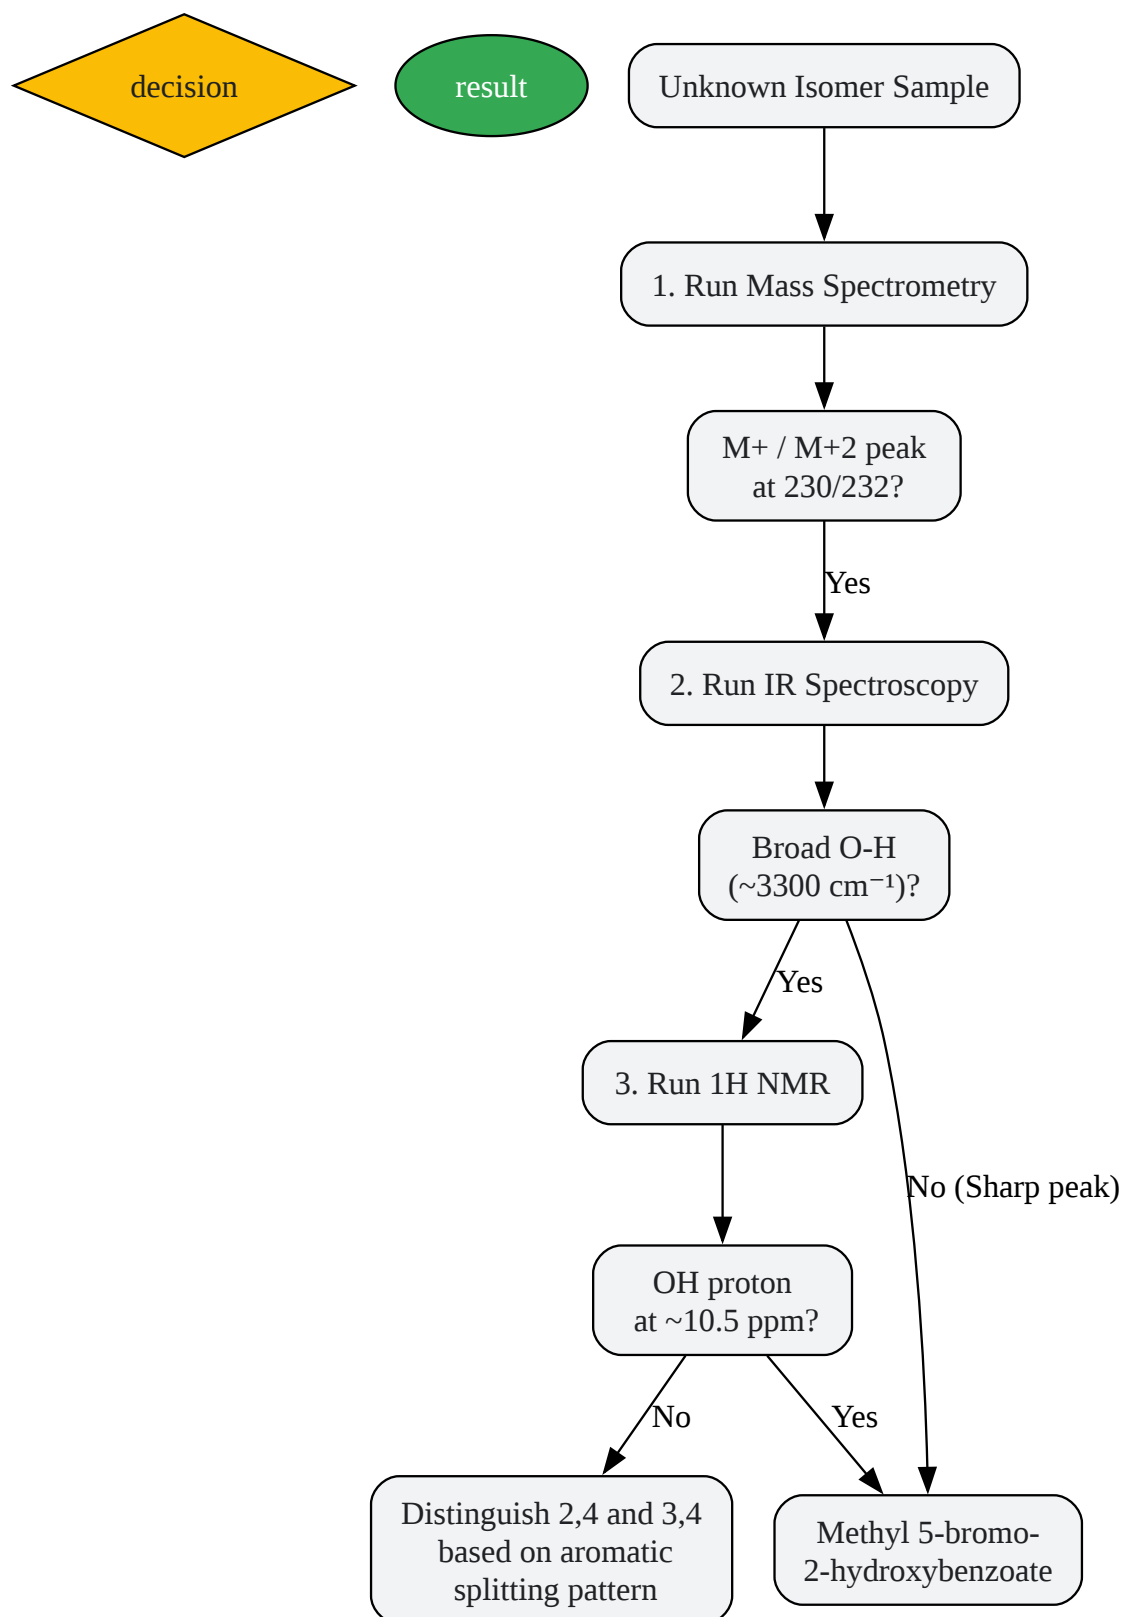 decision
result
Unknown Isomer Sample
1. Run Mass Spectrometry
M+ / M+2 peak
at 230/232?
Yes
2. Run IR Spectroscopy
Broad O-H
(~3300 cm⁻¹)?
Yes
3. Run 1H NMR
No (Sharp peak)
OH proton
at ~10.5 ppm?
No
Yes
Distinguish 2,4 and 3,4
based on aromatic
splitting pattern
Methyl 5-bromo-
2-hydroxybenzoate